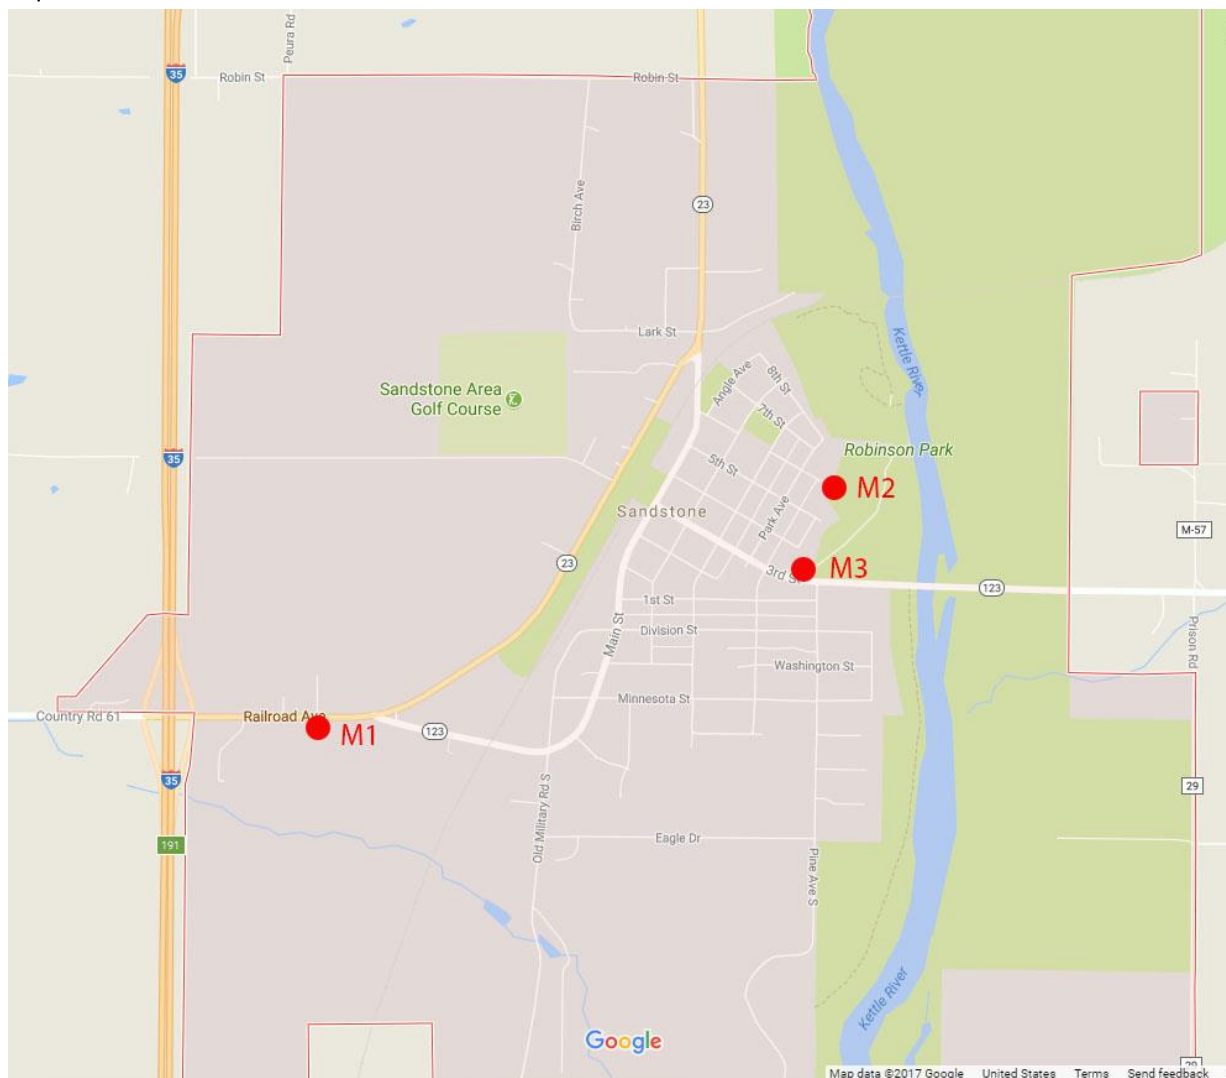 Peura Rd
35
Robin St
Robin St
23
Birch Ave
Lark St
Kettle River
Sandstone Area
Golf Course
Angle Ave
8th St
7th St
5th St
35
Robinson Park
M2
Sandstone
Park Ave
M-57
23
3rd St
M3
123
1st St
Main St
Division St
Prison Rd
Washington St
Minnesota St
Country Rd 61
Railroad Ave
M1
123
35
29
Old Military Rd S
191
Eagle Dr
Pine Ave S
Kettle River
Google
29
Map data ©2017 Google United States Terms Send feedback